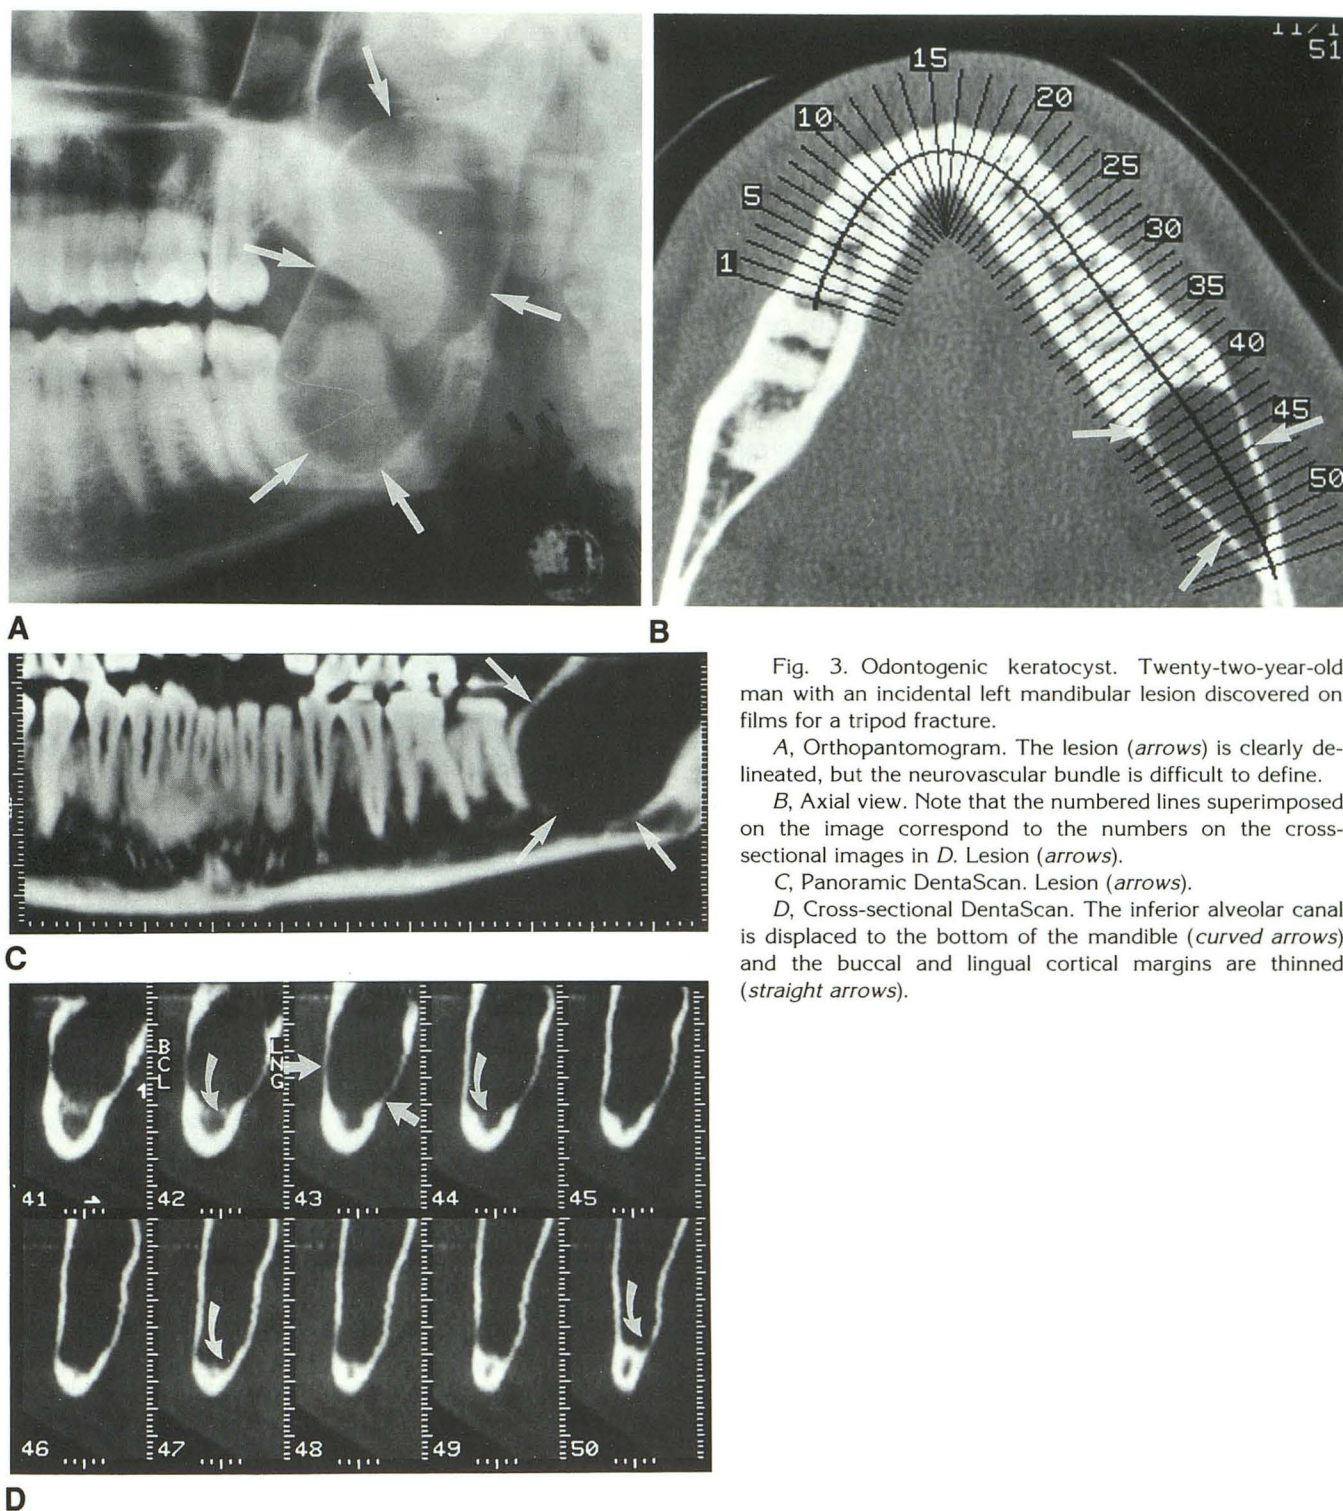 11/1
51
15
20
10
25
5
30
1
35
40
45
50
A
B
C
Fig. 3. Odontogenic keratocyst. Twenty-two-year-old
man with an incidental left mandibular lesion discovered on
films for a tripod fracture.
A, Orthopantomogram. The lesion (arrows) is clearly de-
lineated, but the neurovascular bundle is difficult to define.
B, Axial view. Note that the numbered lines superimposed
on the image correspond to the numbers on the cross-
sectional images in D. Lesion (arrows).
C, Panoramic DentaScan. Lesion (arrows).
D, Cross-sectional DentaScan. The inferior alveolar canal
is displaced to the bottom of the mandible (curved arrows)
and the buccal and lingual cortical margins are thinned
(straight arrows).
B
C
L
L
N
G
41
42
43
44
45
46
47
48
49
50
D